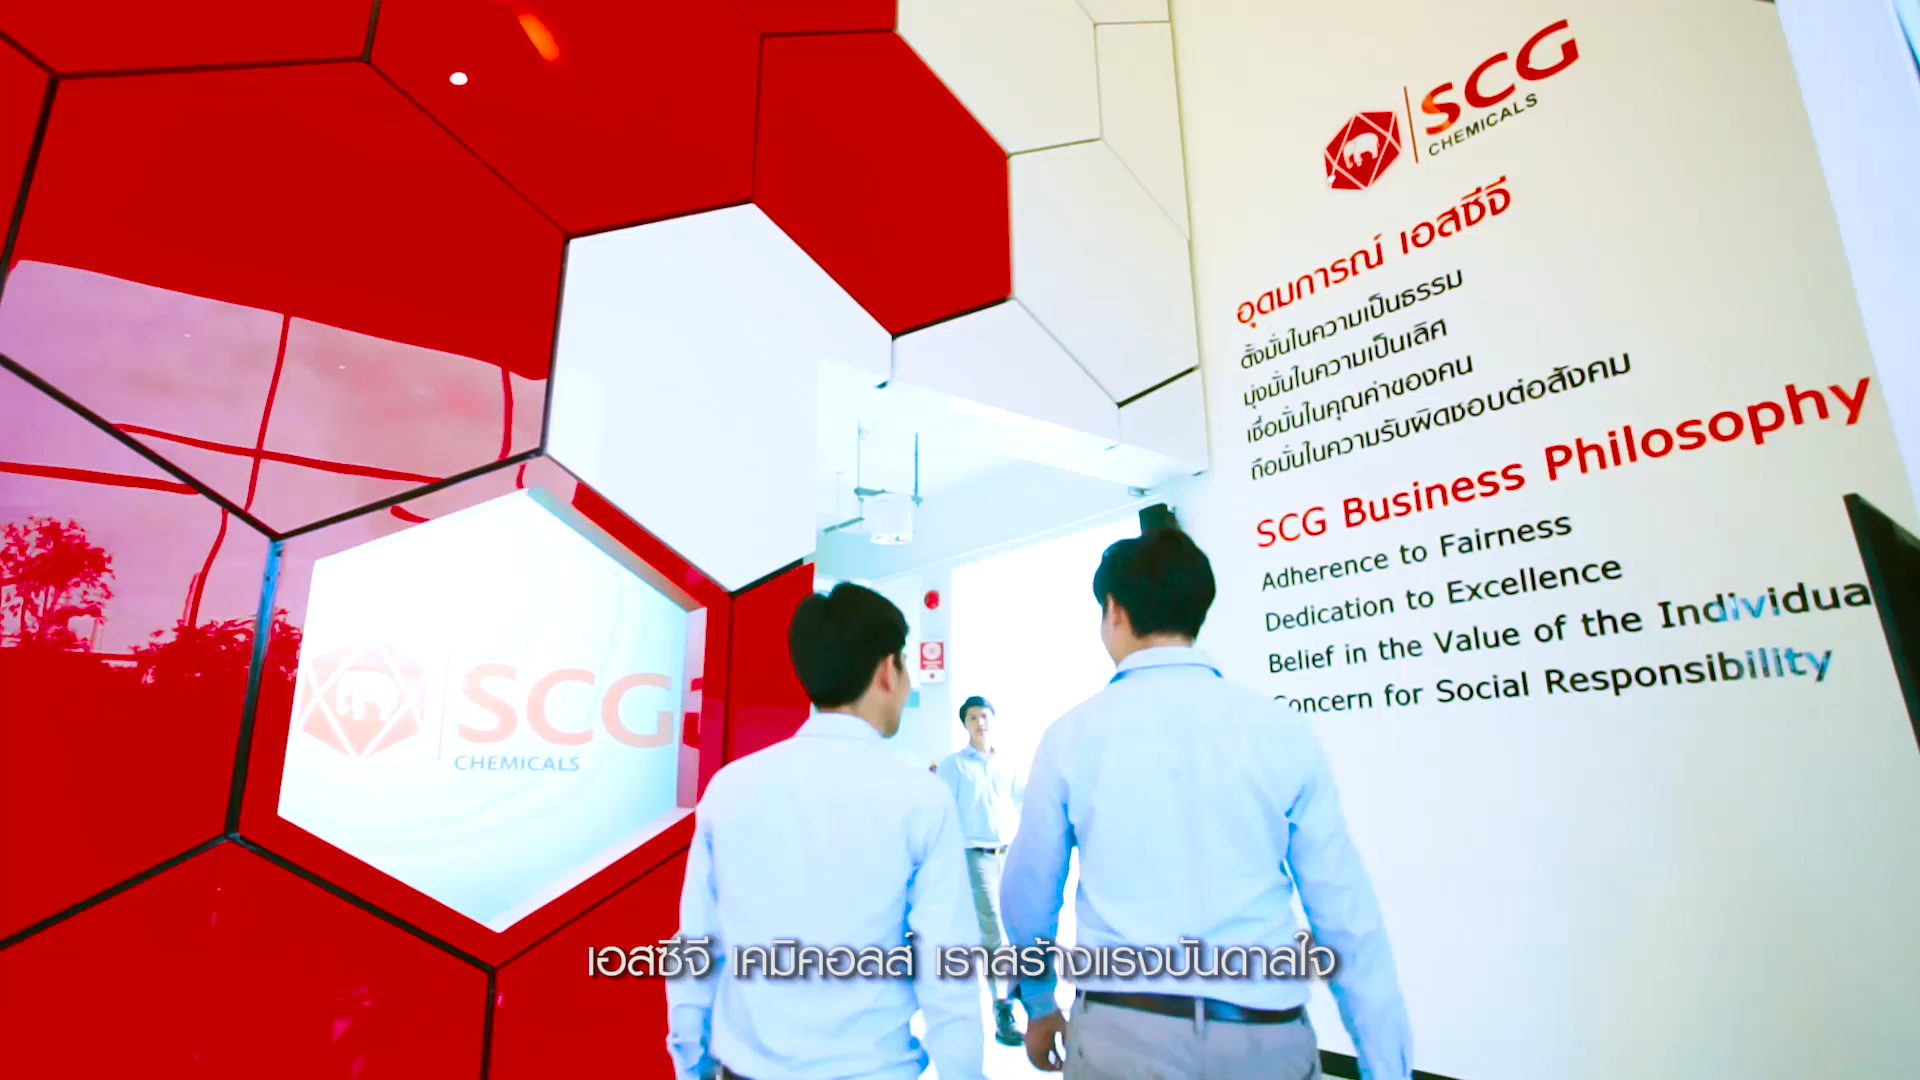 SCG
CHEMICALS
อุดมการณ์ เอสซีจี
ตั้งมั่นในความเป็นธรรม
มุ่งมั่นในความเป็นเลิศ
เชื่อมั่นในคุณค่าของคน
ถือมั่นในความรับผิดชอบต่อสังคม
SCG Business Philosophy
Adherence to Fairness
Dedication to Excellence
Belief in the Value of the Individua
Concern for Social Responsibility
SCG
CHEMICALS
เอสซีจี เคมิคอลส์ เราสร้างแรงบันดาลใจ